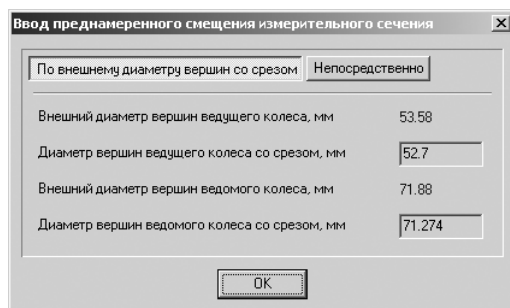 Ввод преднамеренного смещения измерительного сечения
По внешнему диаметру вершин со срезом Непосредственно
Внешний диаметр вершин ведущего колеса, мм 53.58
Диаметр вершин ведущего колеса со срезом, мм 52.7
Внешний диаметр вершин ведомого колеса, мм 71.88
Диаметр вершин ведомого колеса со срезом, мм 71.274
OK